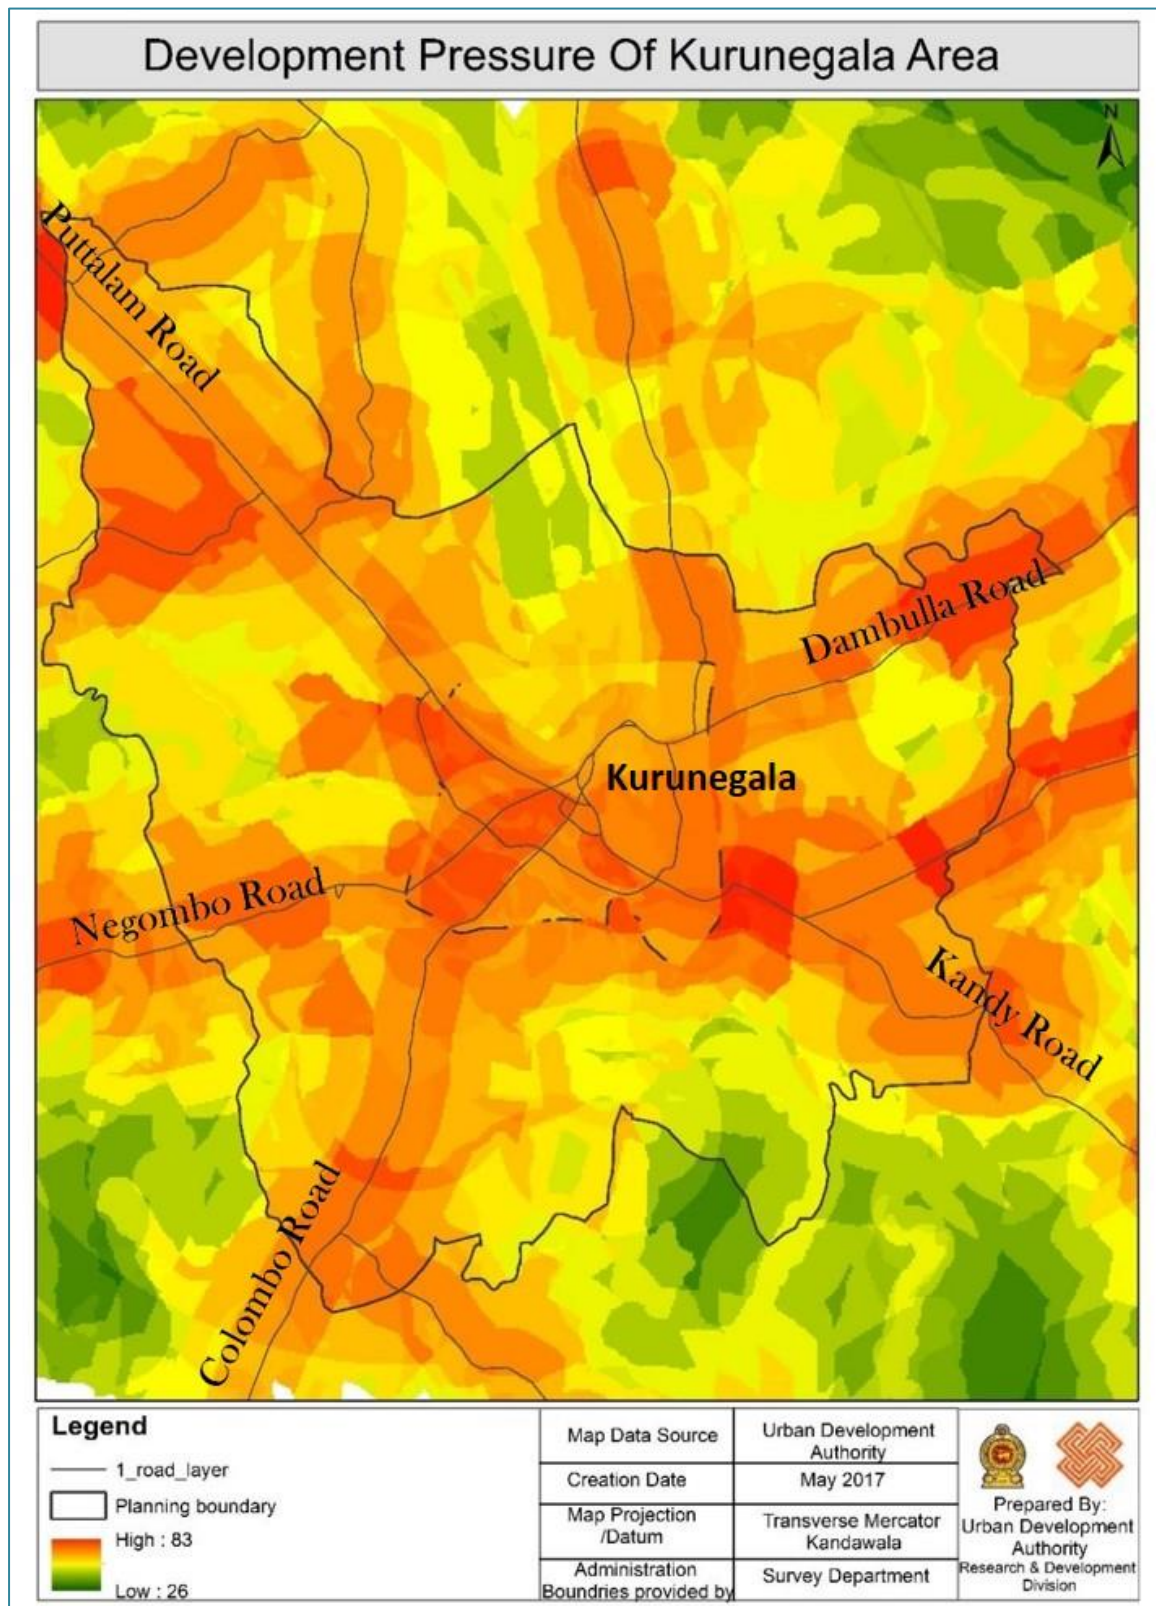 Development Pressure Of Kurunegala Area
N
Puttalam Road
Dambulla Road
Kurunegala
Negombo Road
Kandy Road
Colombo Road
Legend
1_road_layer
Planning boundary
High : 83
Low : 26
Map Data Source
Urban Development
Authority
Creation Date
May 2017
Map Projection
/Datum
Transverse Mercator
Kandawala
Administration
Boundries provided by
Survey Department
Prepared By:
Urban Development
Authority
Research & Development
Division